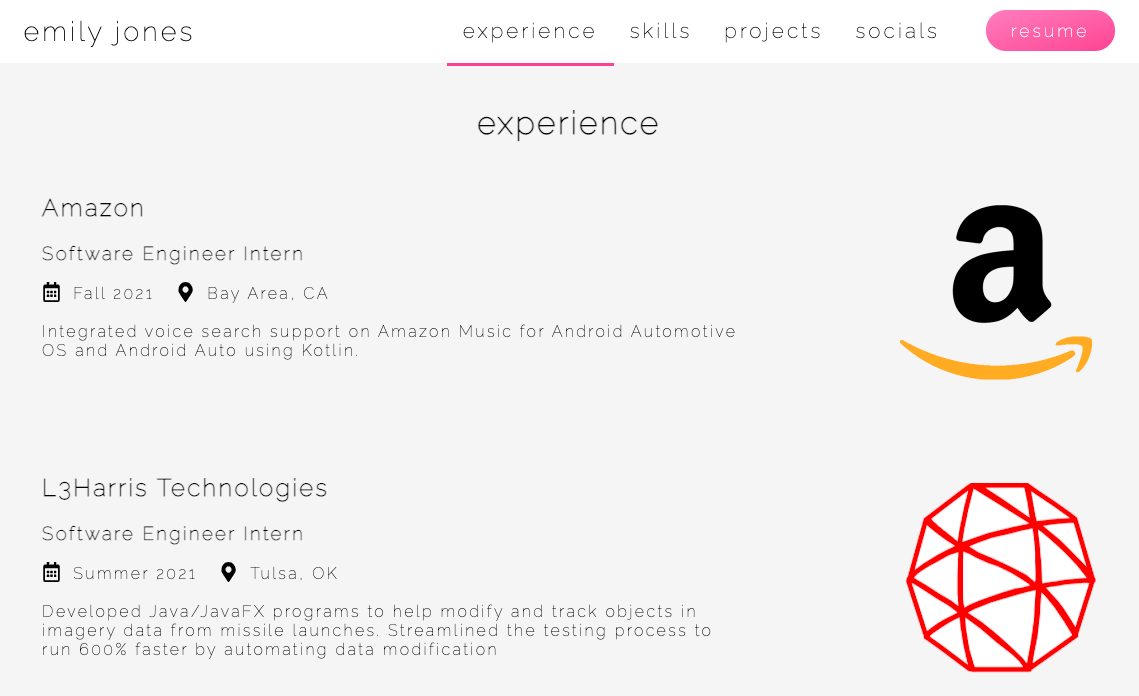 emily jones
experience skills projects socials resume
experience
Amazon
Software Engineer Intern
Fall 2021 Bay Area, CA
Integrated voice search support on Amazon Music for Android Automotive
OS and Android Auto using Kotlin.
a
L3Harris Technologies
Software Engineer Intern
Summer 2021 Tulsa, OK
Developed Java/JavaFX programs to help modify and track objects in
imagery data from missile launches. Streamlined the testing process to
run 600% faster by automating data modification